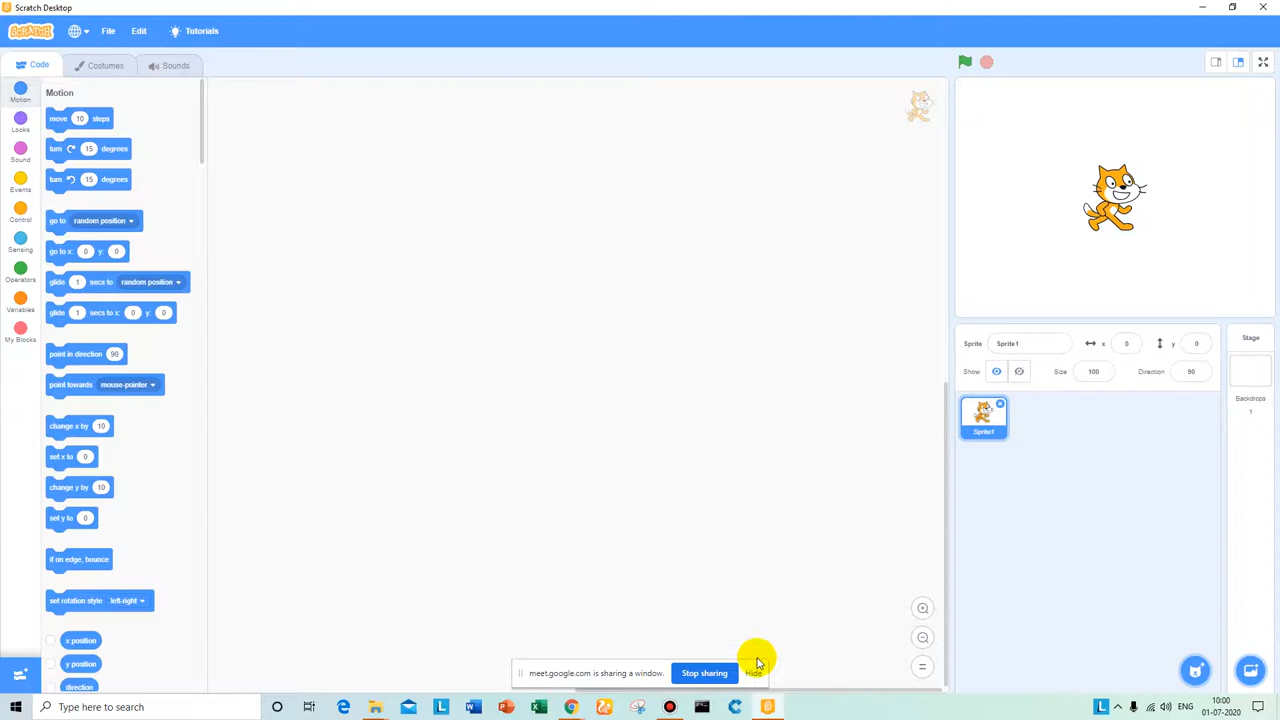 Scratch Desktop
SCRATCH File Edit Tutorials
Code Costumes Sounds
Motion
Looks
Sound
Events
Control
Sensing
Operators
Variables
My Blocks
Motion
move 10 steps
turn 15 degrees
turn 15 degrees
go to random position
go to x: 0 y: 0
glide 1 secs to random position
glide 1 secs to x: 0 y: 0
point in direction 90
point towards mouse-pointer
change x by 10
set x to 0
change y by 10
set y to 0
if on edge, bounce
set rotation style left-right
x position
y position
direction
Sprite Sprite1 x 0 y 0
Show Size 100 Direction 90
Sprite1
Stage
Backdrops
1
meet.google.com is sharing a window. Stop sharing Hide
Type here to search
ENG
10:00
01-07-2020